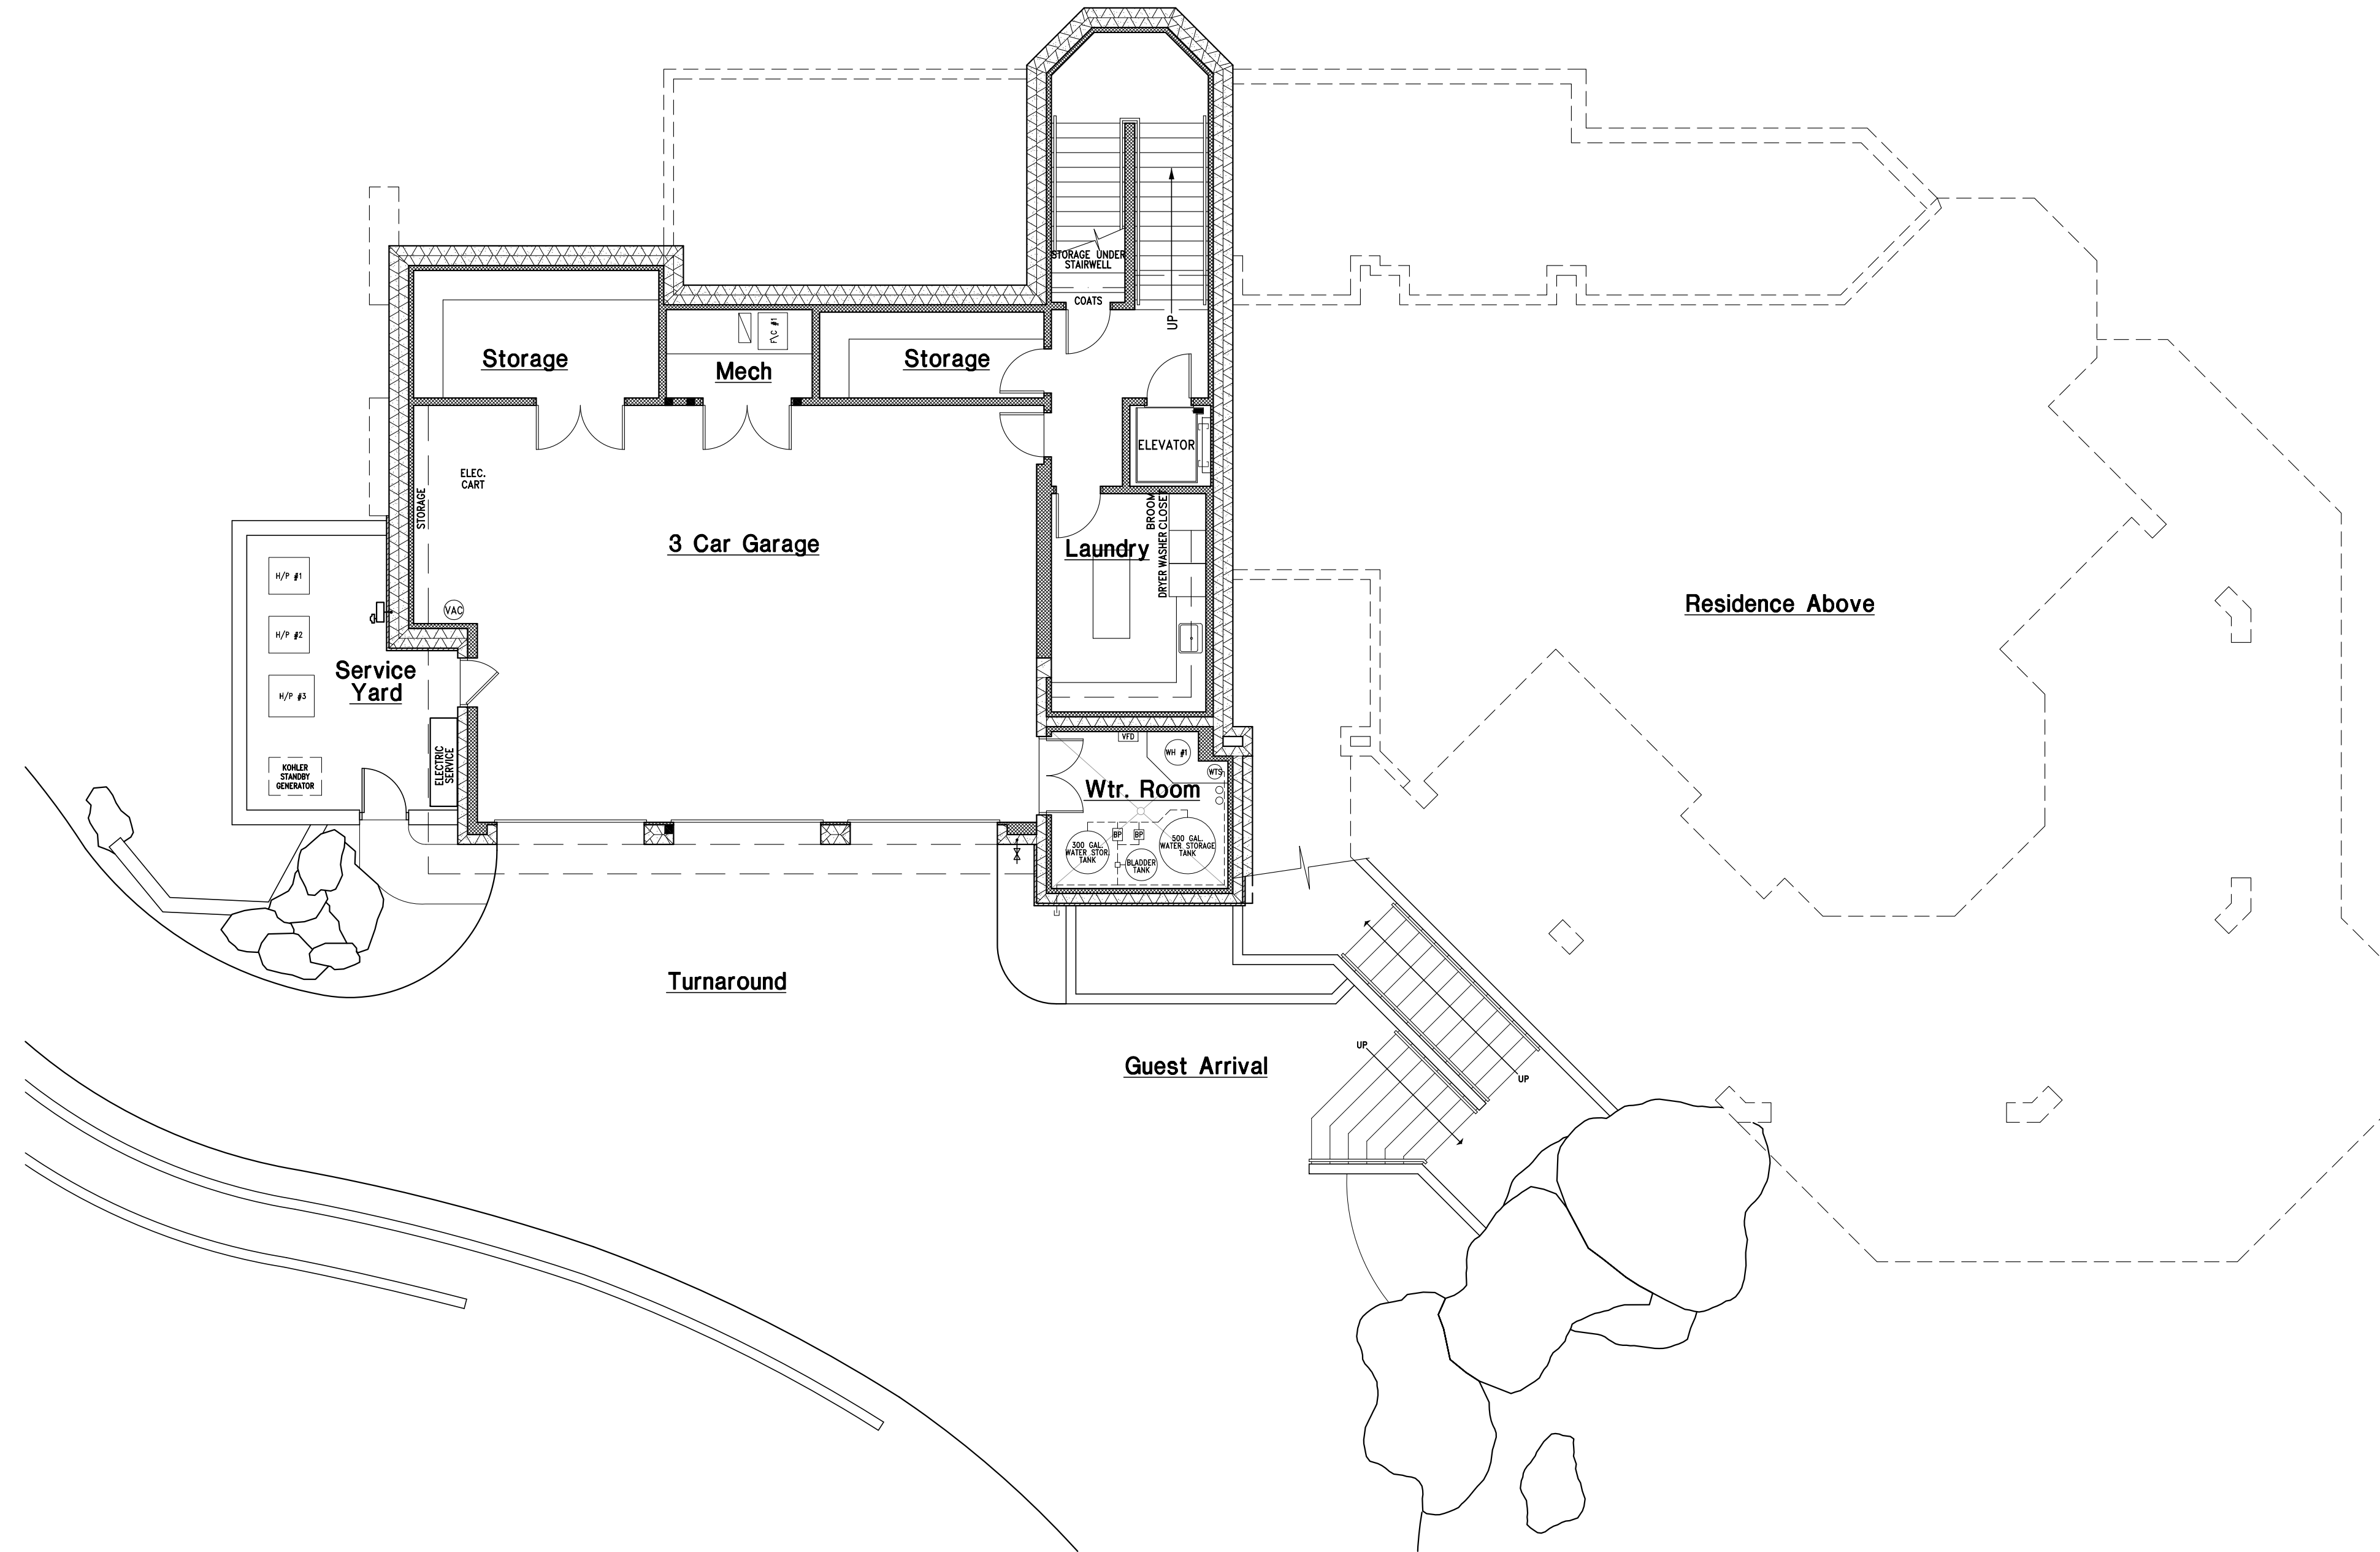 STORAGE UNDER
STAIRWELL
COATS
UP
F\C #1
Storage
Mech
Storage
ELEVATOR
ELEC.
CART
STORAGE
BROOM
CLOSET
WASHER
DRYER
3 Car Garage
Laundry
H/P #1
VAC
H/P #2
Service
Yard
H/P #3
Residence Above
ELECTRIC
SERVICE
KOHLER
STANDBY
GENERATOR
VFD
WH #1
WTS
Wtr. Room
BP
BP
300 GAL.
WATER STOR.
TANK
500 GAL.
WATER STORAGE
TANK
BLADDER
TANK
Turnaround
UP
Guest Arrival
UP